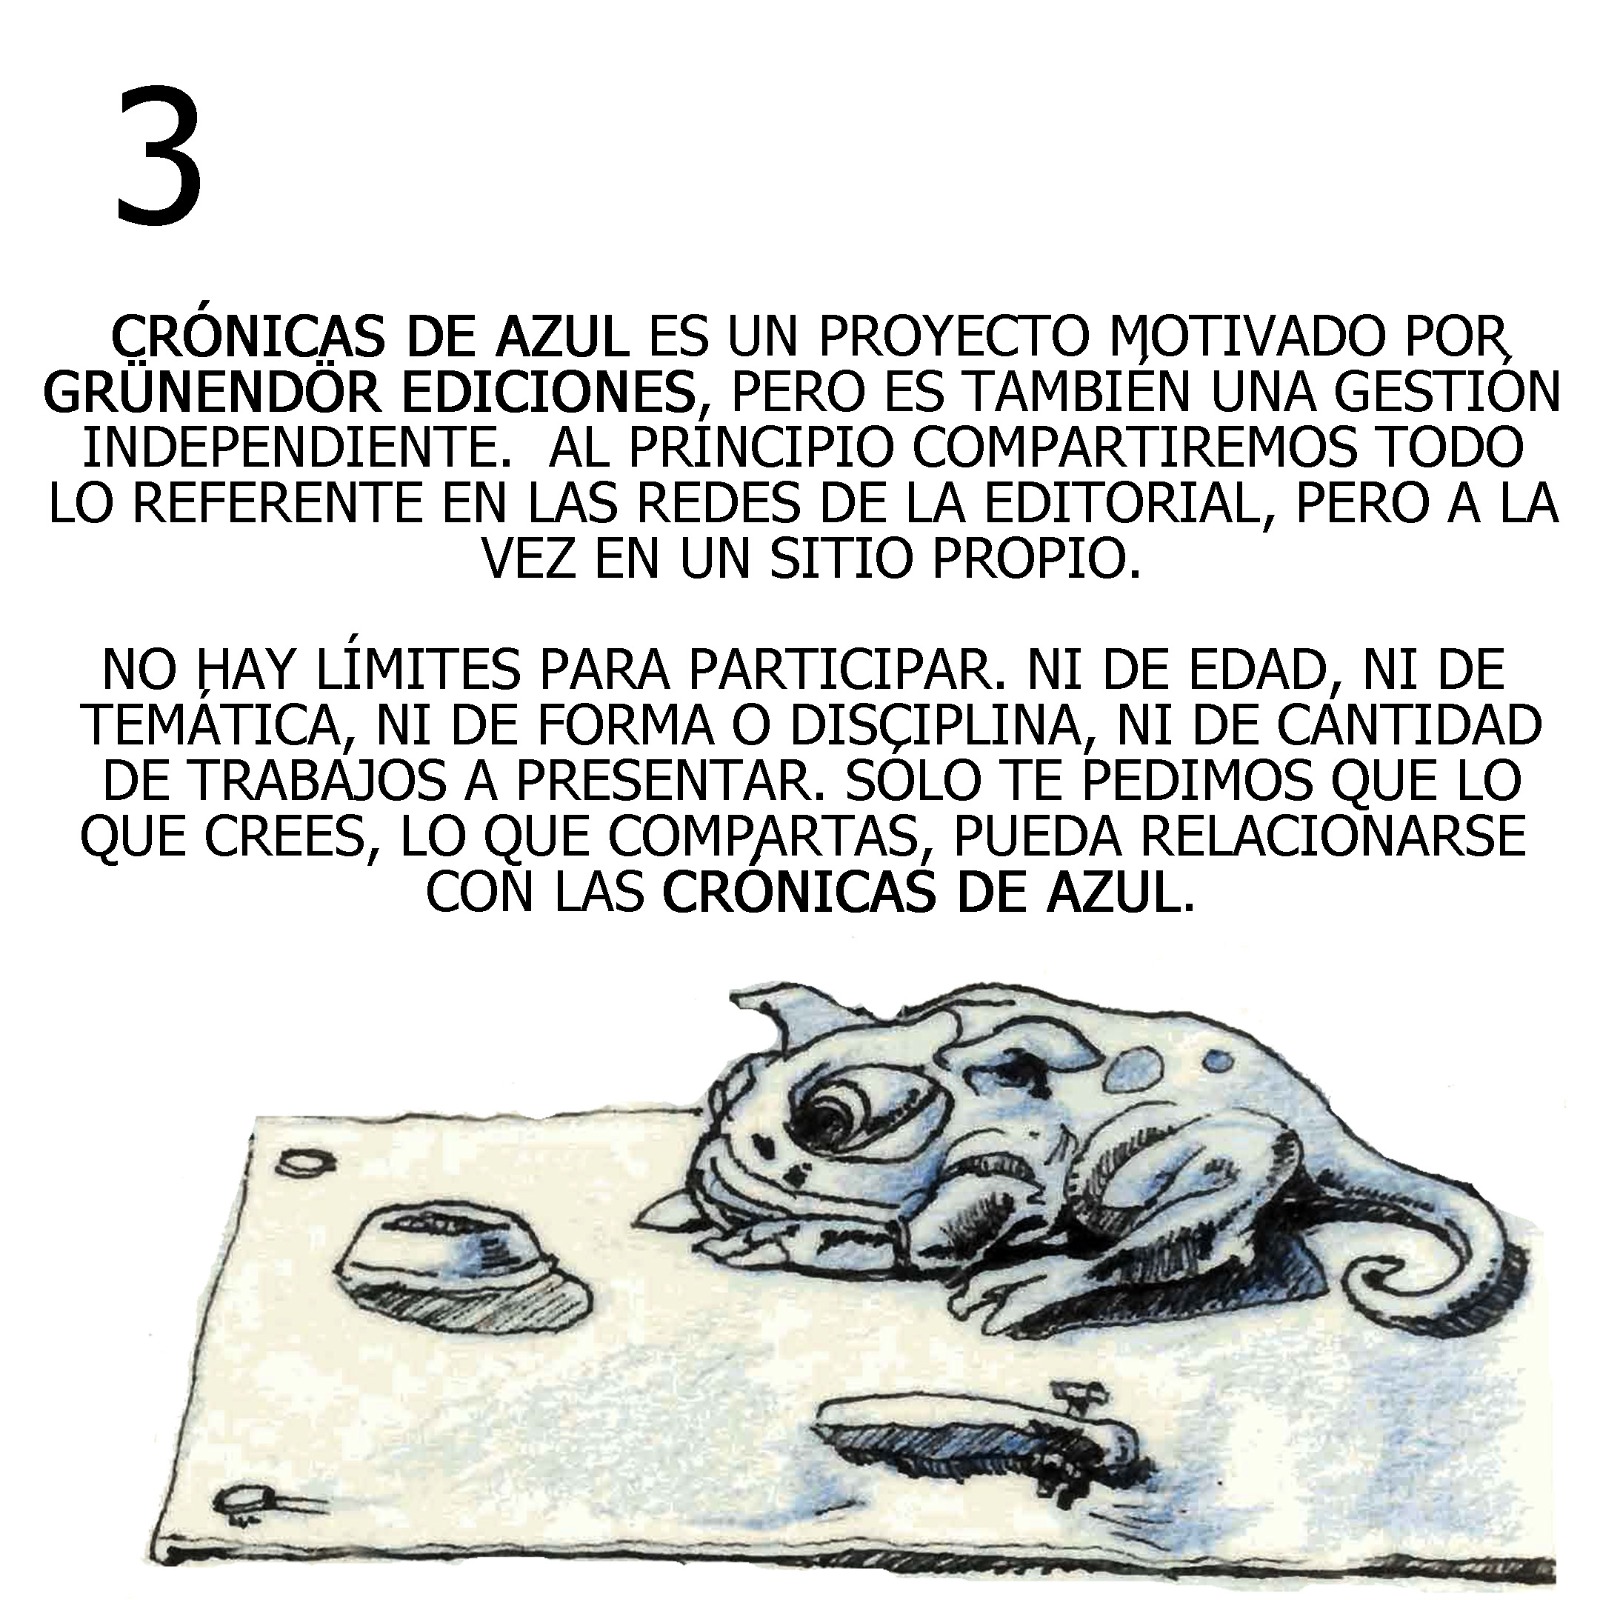 3
CRÓNICAS DE AZUL ES UN PROYECTO MOTIVADO POR
GRÜNENDÖR EDICIONES, PERO ES TAMBIÉN UNA GESTIÓN
INDEPENDIENTE.  AL PRINCIPIO COMPARTIREMOS TODO
LO REFERENTE EN LAS REDES DE LA EDITORIAL, PERO A LA
VEZ EN UN SITIO PROPIO.
NO HAY LÍMITES PARA PARTICIPAR. NI DE EDAD, NI DE
TEMÁTICA, NI DE FORMA O DISCIPLINA, NI DE CANTIDAD
DE TRABAJOS A PRESENTAR. SÓLO TE PEDIMOS QUE LO
QUE CREES, LO QUE COMPARTAS, PUEDA RELACIONARSE
CON LAS CRÓNICAS DE AZUL.